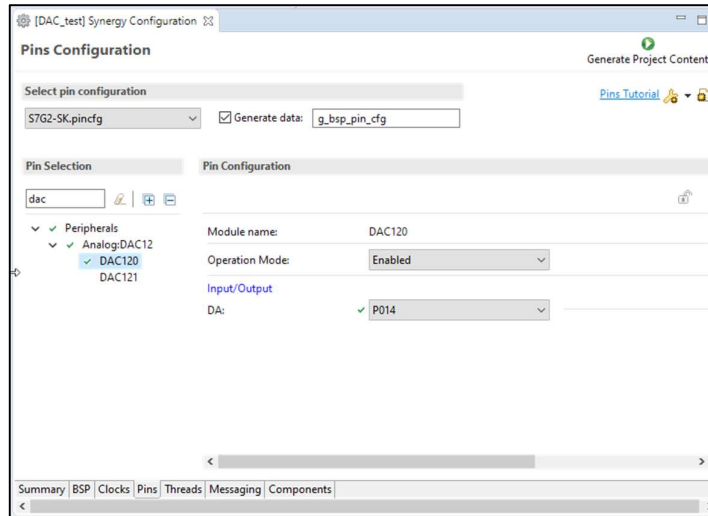 [DAC_test] Synergy Configuration
Pins Configuration
Generate Project Content
Select pin configuration
Pins Tutorial
S7G2-SK.pincfg
Generate data: g_bsp_pin_cfg
Pin Selection
Pin Configuration
dac
Peripherals
Analog:DAC12
DAC120
DAC121
Module name: DAC120
Operation Mode: Enabled
Input/Output
DA: P014
Summary BSP Clocks Pins Threads Messaging Components